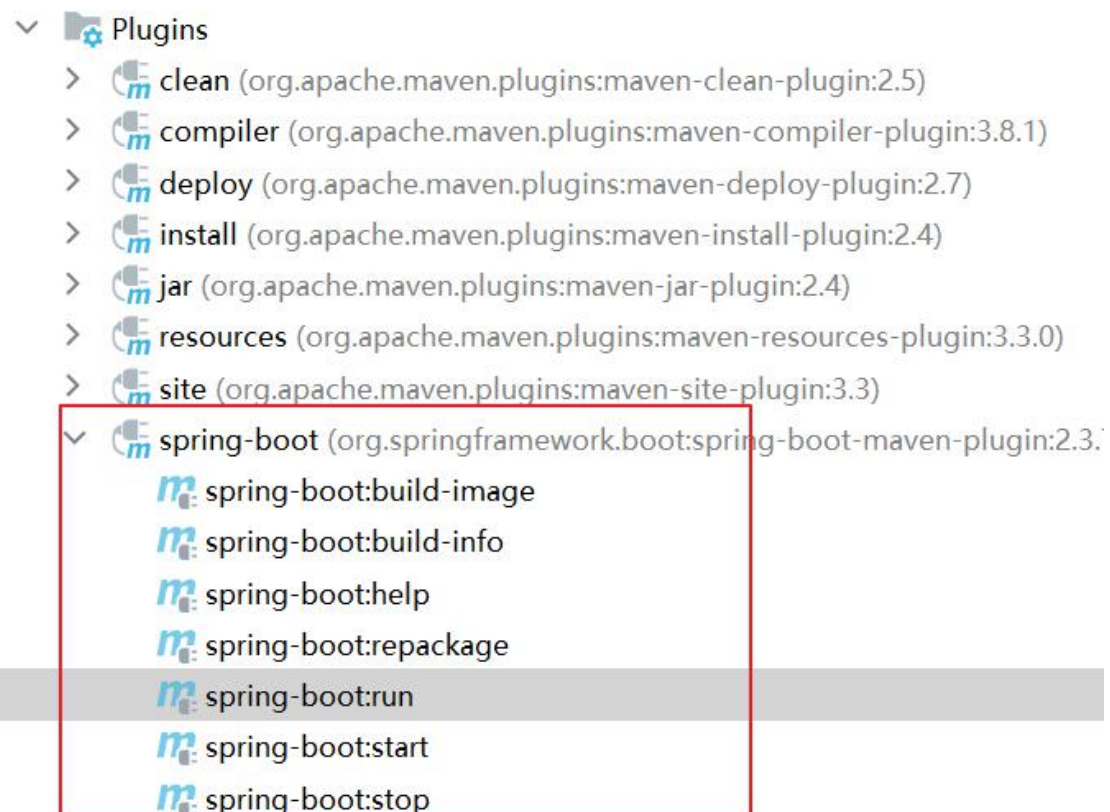 Plugins
clean (org.apache.maven.plugins:maven-clean-plugin:2.5)
compiler (org.apache.maven.plugins:maven-compiler-plugin:3.8.1)
deploy (org.apache.maven.plugins:maven-deploy-plugin:2.7)
install (org.apache.maven.plugins:maven-install-plugin:2.4)
jar (org.apache.maven.plugins:maven-jar-plugin:2.4)
resources (org.apache.maven.plugins:maven-resources-plugin:3.3.0)
site (org.apache.maven.plugins:maven-site-plugin:3.3)
spring-boot (org.springframework.boot:spring-boot-maven-plugin:2.3.
spring-boot:build-image
spring-boot:build-info
spring-boot:help
spring-boot:repackage
spring-boot:run
spring-boot:start
spring-boot:stop